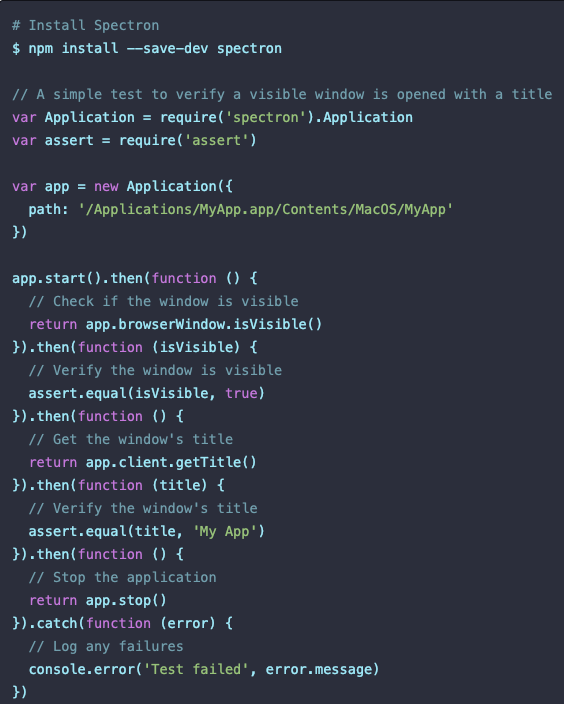 # Install Spectron
$ npm install --save-dev spectron

// A simple test to verify a visible window is opened with a title
var Application = require('spectron').Application
var assert = require('assert')

var app = new Application({
  path: '/Applications/MyApp.app/Contents/MacOS/MyApp'
})

app.start().then(function () {
  // Check if the window is visible
  return app.browserWindow.isVisible()
}).then(function (isVisible) {
  // Verify the window is visible
  assert.equal(isVisible, true)
}).then(function () {
  // Get the window's title
  return app.client.getTitle()
}).then(function (title) {
  // Verify the window's title
  assert.equal(title, 'My App')
}).then(function () {
  // Stop the application
  return app.stop()
}).catch(function (error) {
  // Log any failures
  console.error('Test failed', error.message)
})